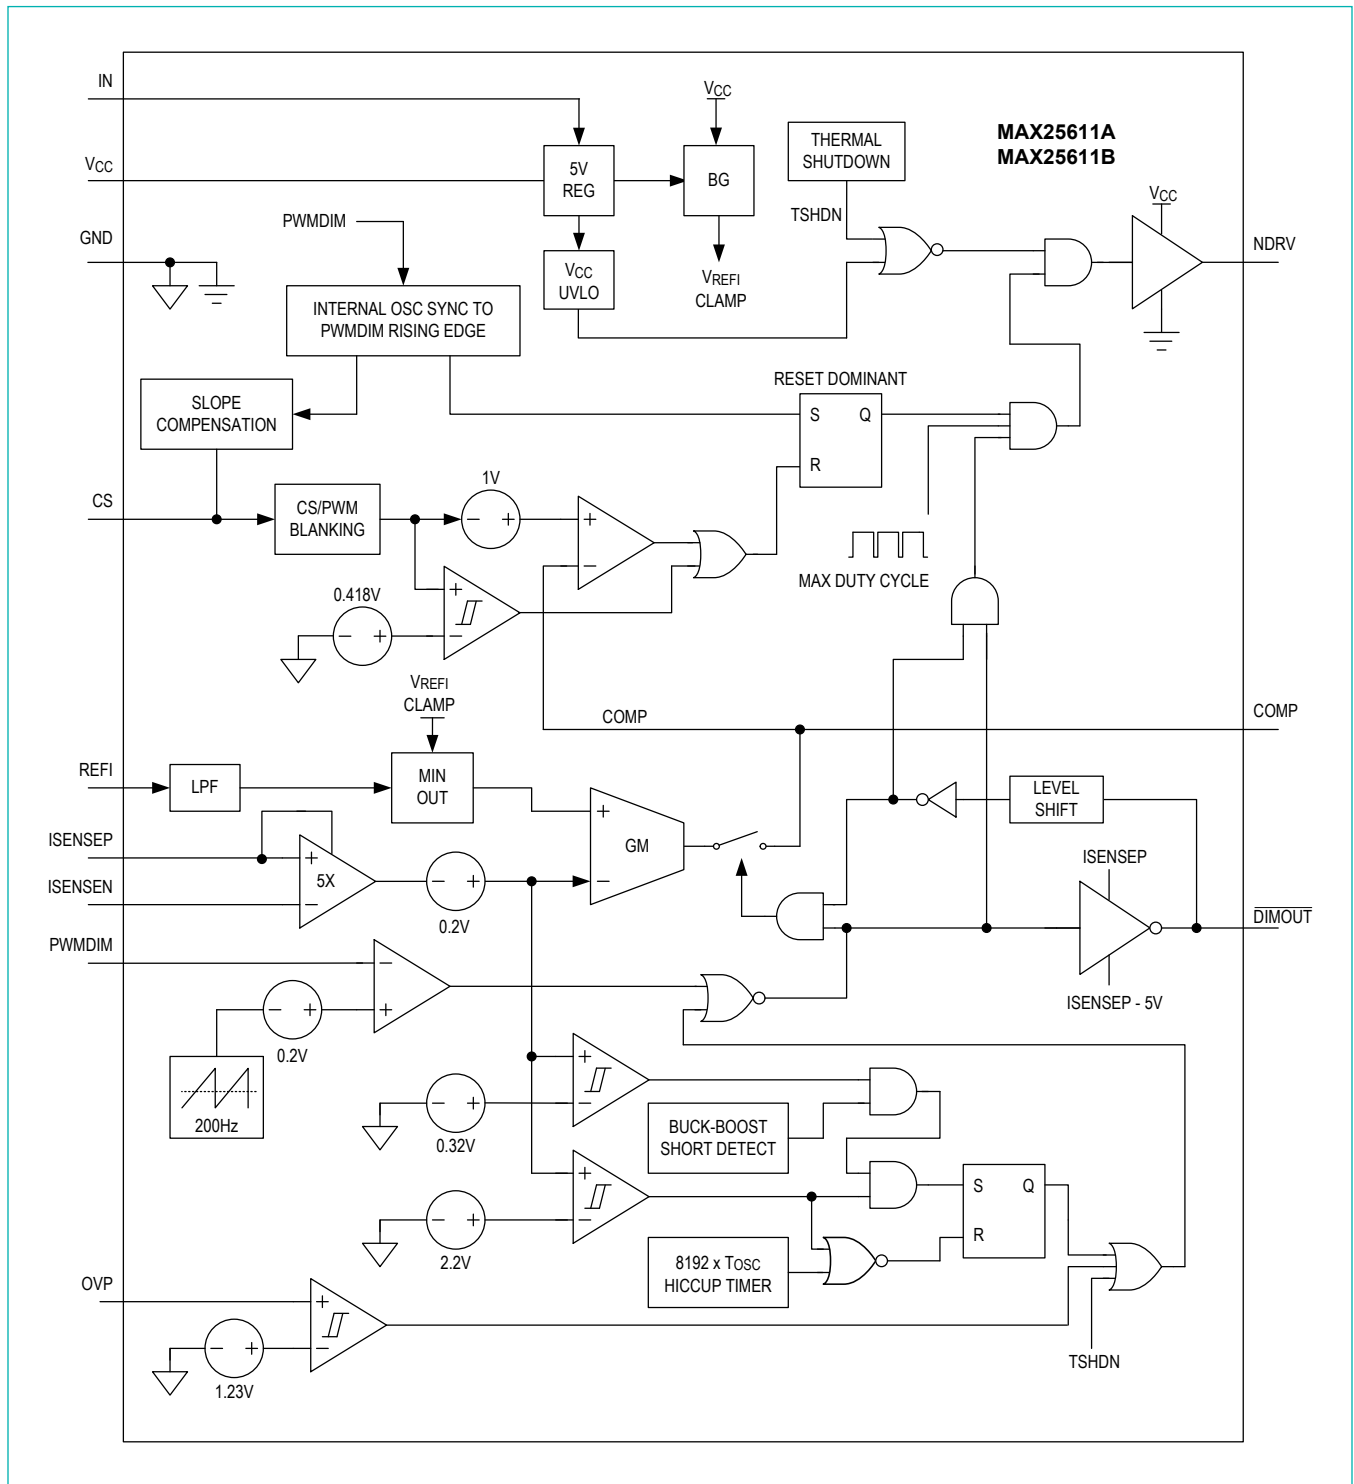 IN
VCC
THERMAL
SHUTDOWN
MAX25611A
MAX25611B
VCC
5V
REG
BG
VCC
TSHDN
PWMDIM
NDRV
GND
VCC
UVLO
VREFI
CLAMP
INTERNAL OSC SYNC TO
PWMDIM RISING EDGE
RESET DOMINANT
SLOPE
COMPENSATION
S
Q
R
1V
CS
CS/PWM
BLANKING
+
−
− +
MAX DUTY CYCLE
0.418V
+
−
− +
VREFI
CLAMP
COMP
COMP
REFI
LPF
MIN
OUT
LEVEL
SHIFT
+
GM
−
ISENSEP
ISENSEP
+
5X
−
− +
ISENSEN
0.2V
DIMOUT
PWMDIM
−
+
ISENSEP - 5V
− +
0.2V
200Hz
+
−
− +
0.32V
BUCK-BOOST
SHORT DETECT
+
−
− +
2.2V
S
Q
R
8192 x TOSC
HICCUP TIMER
OVP
+
−
− +
1.23V
TSHDN